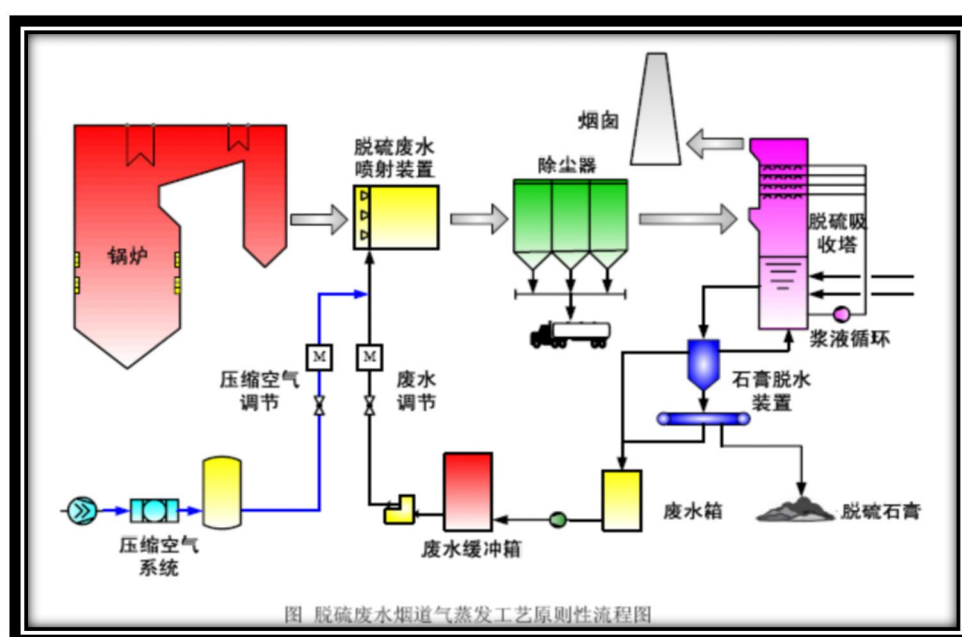 烟囱
脱硫废水
喷射装置
除尘器
锅炉
脱硫吸
收塔
浆液循环
M
M
压缩空气
调节
废水
调节
石膏脱水
装置
压缩空气
系统
废水缓冲箱
废水箱
脱硫石膏
图 脱硫废水烟道气蒸发工艺原则性流程图